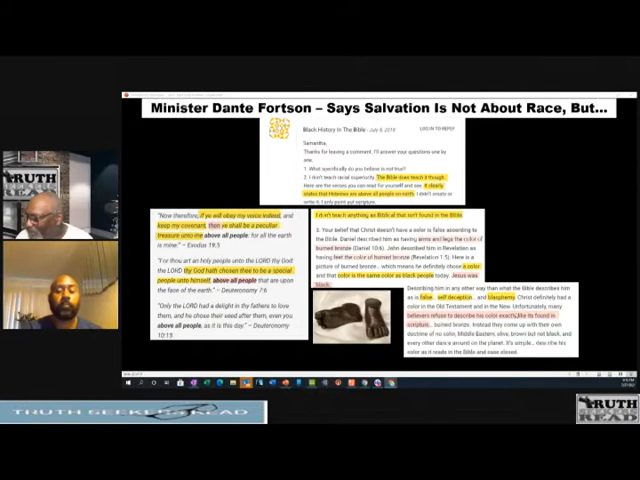 Minister Dante Fortson – Says Salvation Is Not About Race, But...
Black History In The Bible - July 9, 2018
LOG IN TO REPLY
Samantha,
Thanks for leaving a comment. I'll answer your questions one by
one.
1. What specifically do you believe is not true?
2. I don't teach racial superiority. The Bible does teach it though.
Here are the verses you can read for yourself and see. It clearly
states that Hebrews are above all people on earth. I didn't create or
write it. I only point out scripture.
"Now therefore, if ye will obey my voice indeed, and
keep my covenant, then ye shall be a peculiar
treasure unto me above all people: for all the earth
is mine." – Exodus 19:5
"For thou art an holy people unto the LORD thy God:
the LORD thy God hath chosen thee to be a special
people unto himself, above all people that are upon
the face of the earth." – Deuteronomy 7:6
"Only the LORD had a delight in thy fathers to love
them, and he chose their seed after them, even you
above all people, as it is this day." – Deuteronomy
10:15
I don't teach anything as Biblical that isn't found in the Bible.
3. Your belief that Christ doesn't have a color is false according to
the Bible. Daniel described him as having arms and legs the color of
burned bronze (Daniel 10:6). John described him in Revelation as
having feet the color of burned bronze (Revelation 1:5). Here is a
picture of burned bronze.. which means he definitely chose a color
and that color is the same color as black people today. Jesus was
black.
Describing him in any other way than what the Bible describes him
as is false.. self deception.. and blasphemy. Christ definitely had a
color in the Old Testament and in the New. Unfortunately, many
believers refuse to describe his color exactly like its found in
scripture.. burned bronze. Instead they come up with their own
doctrine of no color, Middle Eastern, olive, brown but not black, and
every other dance around on the planet. It's simple.. describe his
color as it reads in the Bible and case closed.
TRUTH
TRUTH
TRUTH SEEKERS READ
TRUTH
SEEKERS
READ